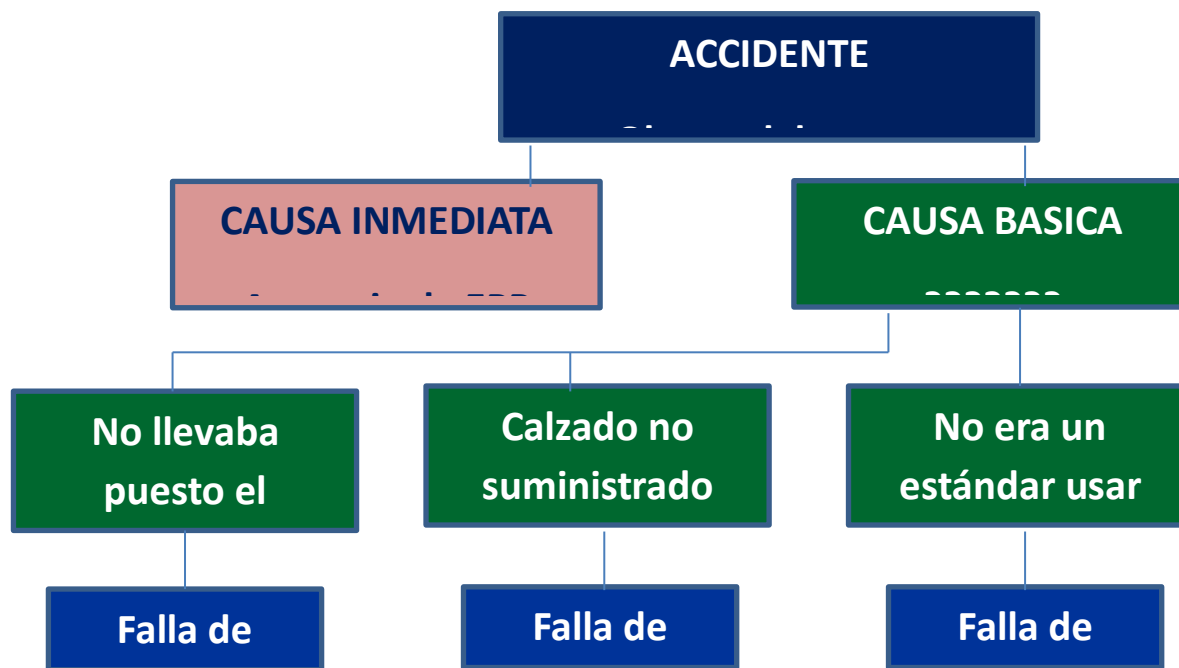 ACCIDENTE
CAUSA INMEDIATA
CAUSA BASICA
No llevaba
puesto el
Calzado no
suministrado
No era un
estándar usar
Falla de
Falla de
Falla de